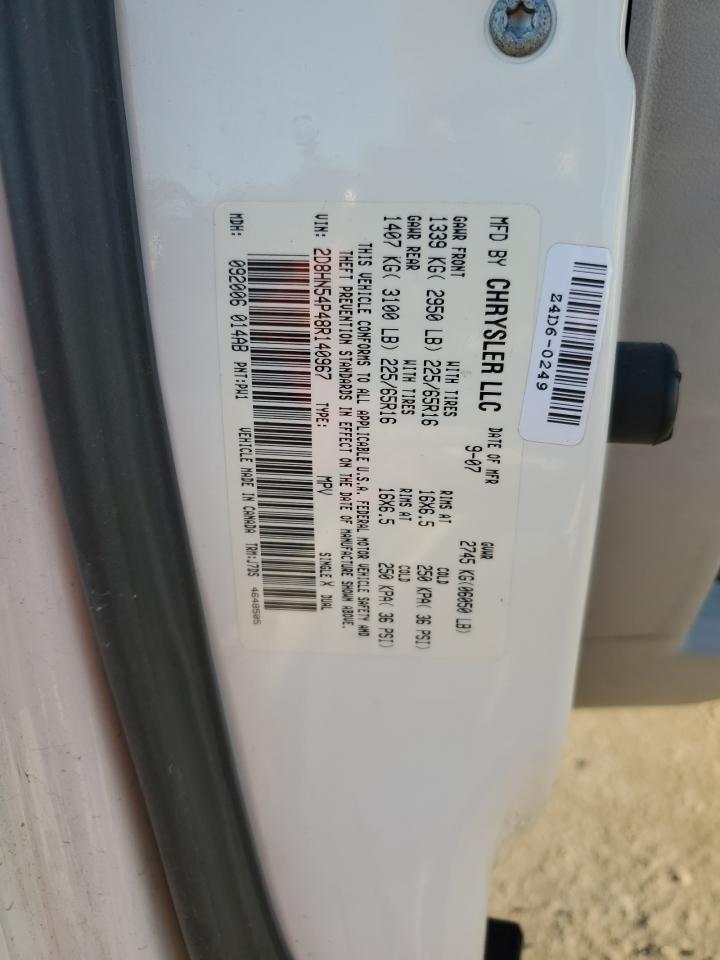 MFD BY CHRYSLER LLC DATE OF MFR 9-07 GVWR 2745 KG(06050 LB)
GAWR FRONT WITH TIRES RIMS AT COLD
1339 KG( 2950 LB) 225/65R16 16X6.5 250 KPA( 36 PSI)
GAWR REAR WITH TIRES RIMS AT COLD
1407 KG( 3100 LB) 225/65R16 16X6.5 250 KPA( 36 PSI)
THIS VEHICLE CONFORMS TO ALL APPLICABLE U.S.A. FEDERAL MOTOR VEHICLE SAFETY AND
THEFT PREVENTION STANDARDS IN EFFECT ON THE DATE OF MANUFACTURE SHOWN ABOVE.
VIN: 2D8HN54P48R140967 TYPE: MPV SINGLE X DUAL
MDH: 092006 014AB PNT:PW1 VEHICLE MADE IN CANADA TRM:J7DS 4648505
Z4D6-0249